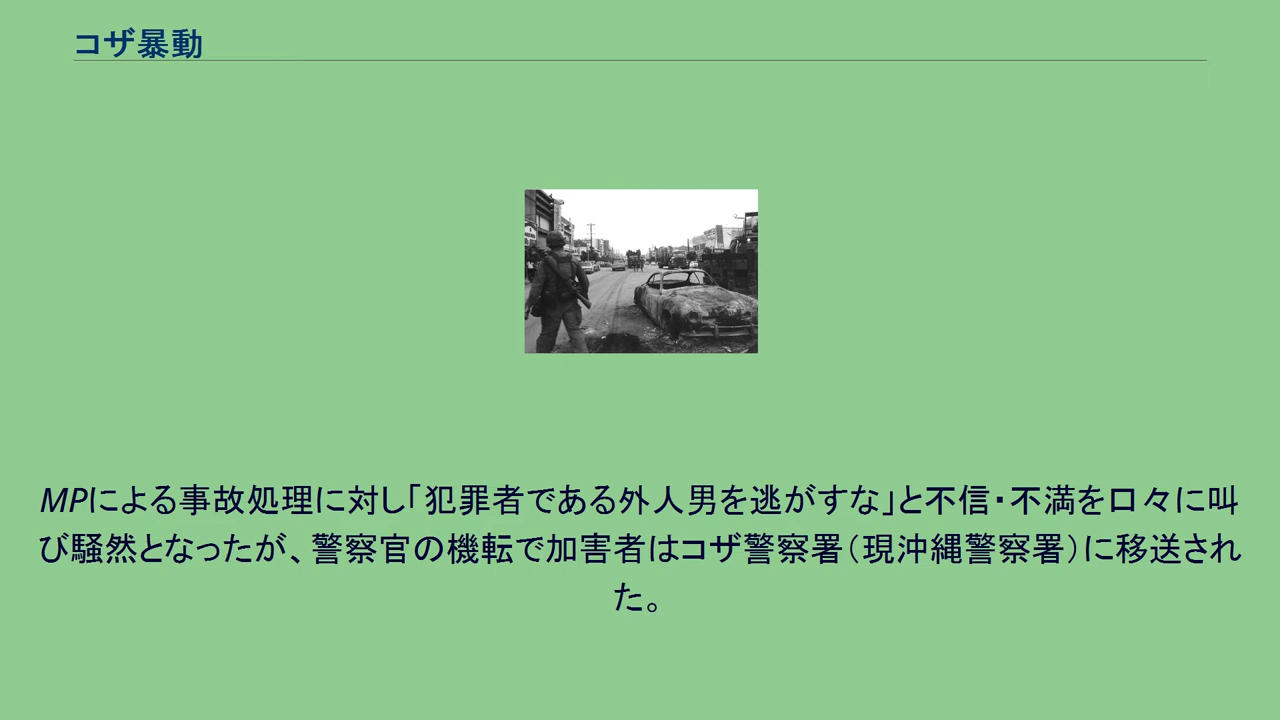 コザ暴動
MPによる事故処理に対し「犯罪者である外人男を逃がすな」と不信・不満を口々に叫
び騒然となったが、警察官の機転で加害者はコザ警察署（現沖縄警察署）に移送され
た。